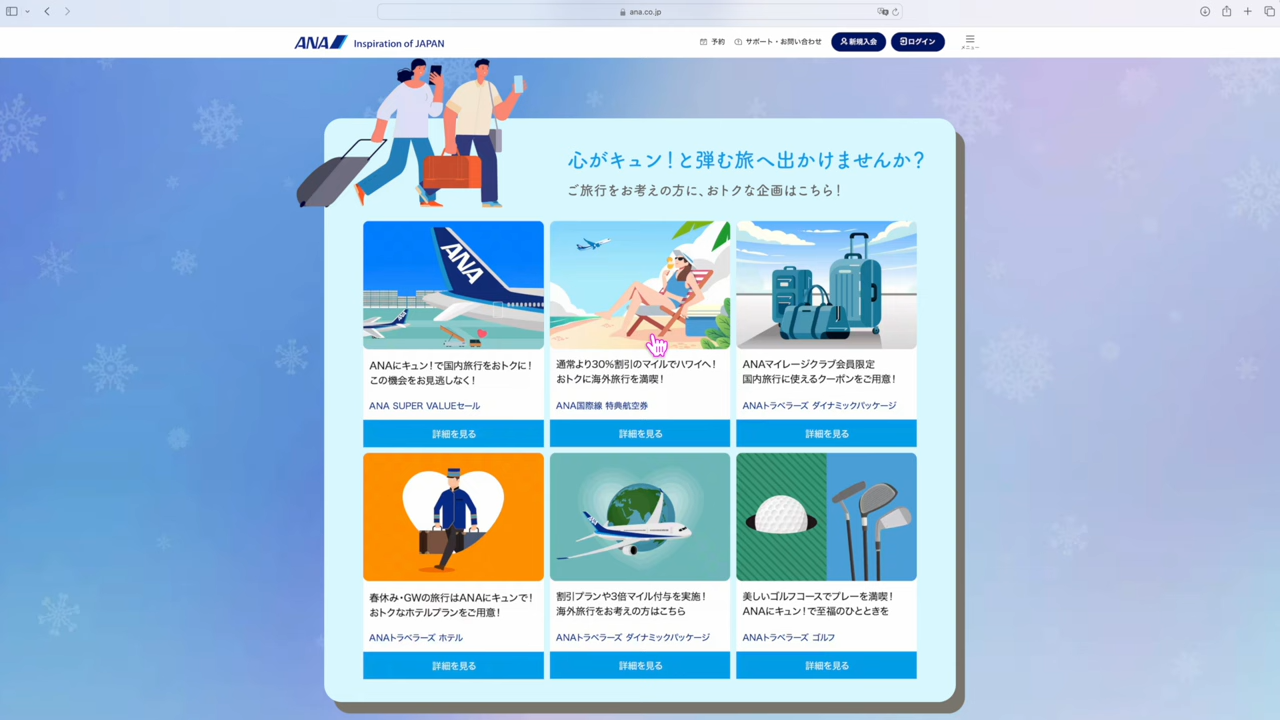 ana.co.jp
ANA Inspiration of JAPAN
予約 サポート・お問い合わせ 新規入会 ログイン メニュー
心がキュン!と弾む旅へ出かけませんか?
ご旅行をお考えの方に、おトクな企画はこちら!
ANA
ANAにキュン!で国内旅行をおトクに!
この機会をお見逃しなく!
ANA SUPER VALUEセール
詳細を見る
通常より30%割引のマイルでハワイへ!
おトクに海外旅行を満喫!
ANA国際線 特典航空券
詳細を見る
ANAマイレージクラブ会員限定
国内旅行に使えるクーポンをご用意!
ANAトラベラーズ ダイナミックパッケージ
詳細を見る
春休み・GWの旅行はANAにキュンで!
おトクなホテルプランをご用意!
ANAトラベラーズ ホテル
詳細を見る
割引プランや3倍マイル付与を実施!
海外旅行をお考えの方はこちら
ANAトラベラーズ ダイナミックパッケージ
詳細を見る
美しいゴルフコースでプレーを満喫!
ANAにキュン!で至福のひとときを
ANAトラベラーズ ゴルフ
詳細を見る